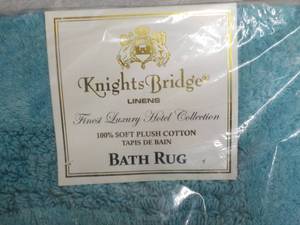 KnightsBridge®
LINENS
Finest Luxury Hotel Collection
100% SOFT PLUSH COTTON
TAPIS DE BAIN
BATH RUG